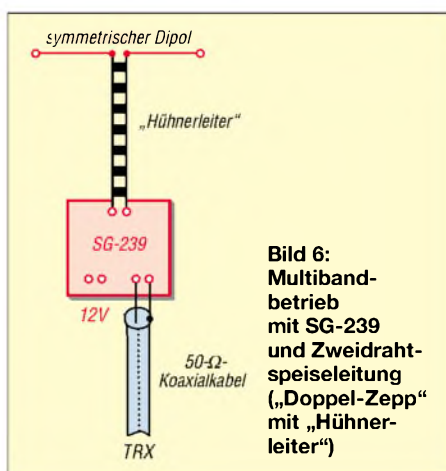 symmetrischer Dipol
„Hühnerleiter“
SG-239
12V
50-Ω-
Koaxialkabel
TRX
Bild 6:
Multiband-
betrieb
mit SG-239
und Zweidraht-
speiseleitung
(„Doppel-Zepp“
mit „Hühner-
leiter“)